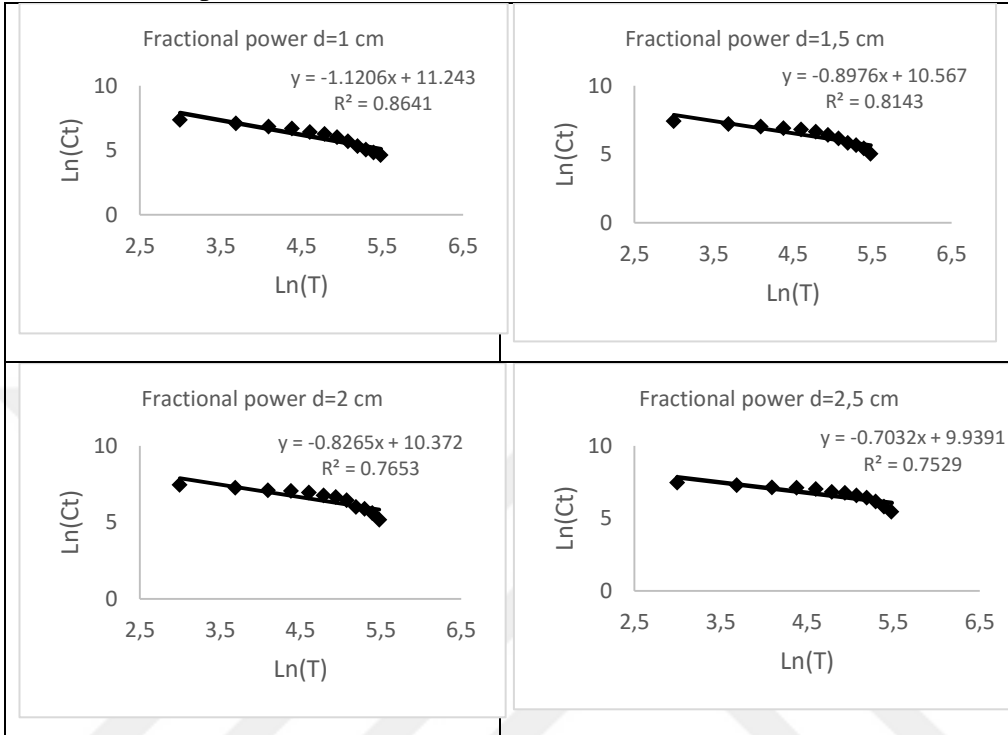 Fractional power d=1 cm
y = -1.1206x + 11.243
R² = 0.8641
10
5
0
2,5 3,5 4,5 5,5 6,5
Ln(Ct)
Ln(T)
Fractional power d=1,5 cm
y = -0.8976x + 10.567
R² = 0.8143
10
5
0
2,5 3,5 4,5 5,5 6,5
Ln(Ct)
Ln(T)
Fractional power d=2 cm
y = -0.8265x + 10.372
R² = 0.7653
10
5
0
2,5 3,5 4,5 5,5 6,5
Ln(Ct)
Ln(T)
Fractional power d=2,5 cm
y = -0.7032x + 9.9391
R² = 0.7529
10
5
0
2,5 3,5 4,5 5,5 6,5
Ln(Ct)
Ln(T)